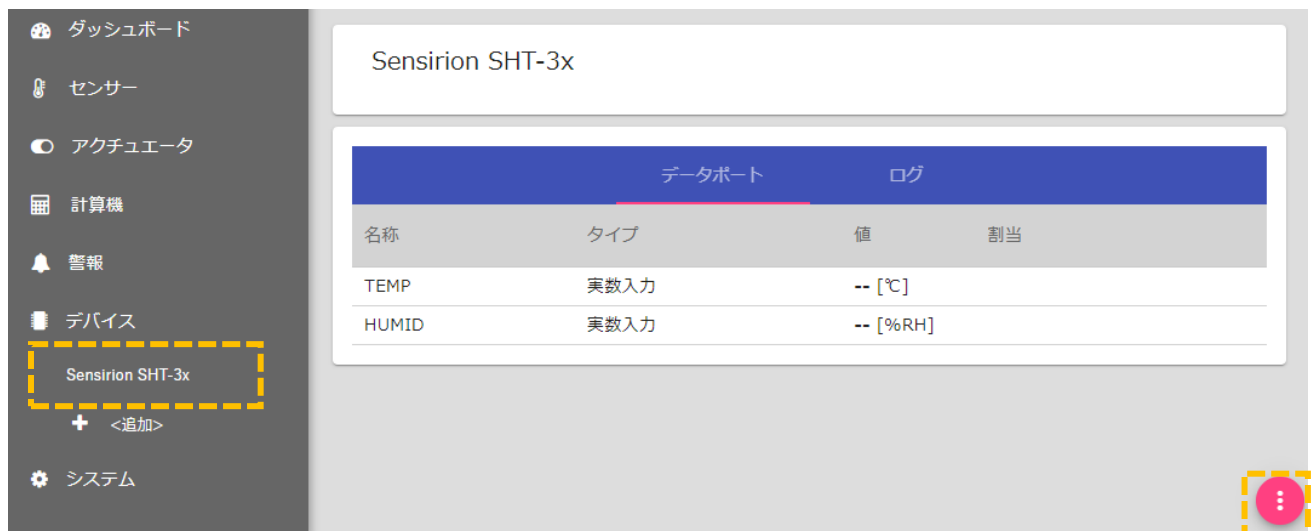 ダッシュボード
センサー
アクチュエータ
計算機
警報
デバイス
Sensirion SHT-3x
<追加>
システム
Sensirion SHT-3x
データポート ログ
名称 タイプ 値 割当
TEMP 実数入力 -- [℃]
HUMID 実数入力 -- [%RH]